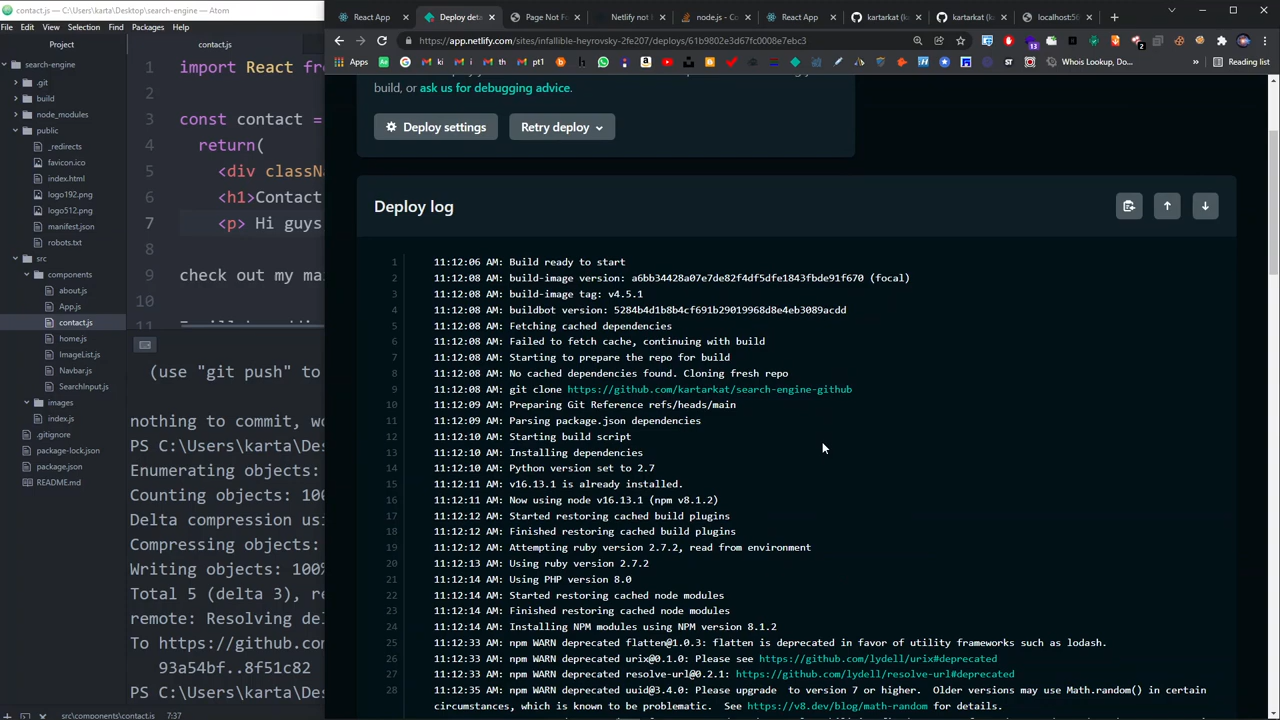 contact.js — C:\Users\karta\Desktop\search-engine — Atom
File Edit View Selection Find Packages
Project
search-engine
.git
build
node_modules
public
_redirects
favicon.ico
index.html
logo192.png
logo512.png
manifest.json
robots.txt
src
components
about.js
App.js
contact.js
home.js
ImageList.js
Navbar.js
SearchInput.js
images
index.js
.gitignore
package-lock.json
package.json
README.md
contact.js
1 import React fro
2
3 const contact =
4 return(
5 <div classNa
6 <h1>Contact
7 <p> Hi guys
8
9 check out my mai
10
11
(use "git push" to
nothing to commit, wo
PS C:\Users\karta\Des
Enumerating objects:
Counting objects: 100
Delta compression usi
Compressing objects:
Writing objects: 100%
Total 5 (delta 3), re
remote: Resolving del
To https://github.com
93a54bf..8f51c82
PS C:\Users\karta\Des
src\components\contact.js 7:37
React App
Deploy deta
Page Not Fo
Netlify not l
node.js - Co
React App
kartarkat (ka
kartarkat (ka
localhost:56
https://app.netlify.com/sites/infallible-heyrovsky-2fe207/deploys/61b9802e3d67fc0008e7ebc3
Apps ki i th pt1 h Whois Lookup, Do... Reading list
build, or ask us for debugging advice.
Deploy settings
Retry deploy
Deploy log
1 11:12:06 AM: Build ready to start
2 11:12:08 AM: build-image version: a6bb34428a07e7de82f4df5dfe1843fbde91f670 (focal)
3 11:12:08 AM: build-image tag: v4.5.1
4 11:12:08 AM: buildbot version: 5284b4d1b8b4cf691b29019968d8e4eb3089acdd
5 11:12:08 AM: Fetching cached dependencies
6 11:12:08 AM: Failed to fetch cache, continuing with build
7 11:12:08 AM: Starting to prepare the repo for build
8 11:12:08 AM: No cached dependencies found. Cloning fresh repo
9 11:12:08 AM: git clone https://github.com/kartarkat/search-engine-github
10 11:12:09 AM: Preparing Git Reference refs/heads/main
11 11:12:09 AM: Parsing package.json dependencies
12 11:12:10 AM: Starting build script
13 11:12:10 AM: Installing dependencies
14 11:12:10 AM: Python version set to 2.7
15 11:12:11 AM: v16.13.1 is already installed.
16 11:12:11 AM: Now using node v16.13.1 (npm v8.1.2)
17 11:12:12 AM: Started restoring cached build plugins
18 11:12:12 AM: Finished restoring cached build plugins
19 11:12:12 AM: Attempting ruby version 2.7.2, read from environment
20 11:12:13 AM: Using ruby version 2.7.2
21 11:12:14 AM: Using PHP version 8.0
22 11:12:14 AM: Started restoring cached node modules
23 11:12:14 AM: Finished restoring cached node modules
24 11:12:14 AM: Installing NPM modules using NPM version 8.1.2
25 11:12:33 AM: npm WARN deprecated flatten@1.0.3: flatten is deprecated in favor of utility frameworks such as lodash.
26 11:12:33 AM: npm WARN deprecated urix@0.1.0: Please see https://github.com/lydell/urix#deprecated
27 11:12:33 AM: npm WARN deprecated resolve-url@0.2.1: https://github.com/lydell/resolve-url#deprecated
28 11:12:35 AM: npm WARN deprecated uuid@3.4.0: Please upgrade to version 7 or higher. Older versions may use Math.random() in certain
circumstances, which is known to be problematic. See https://v8.dev/blog/math-random for details.